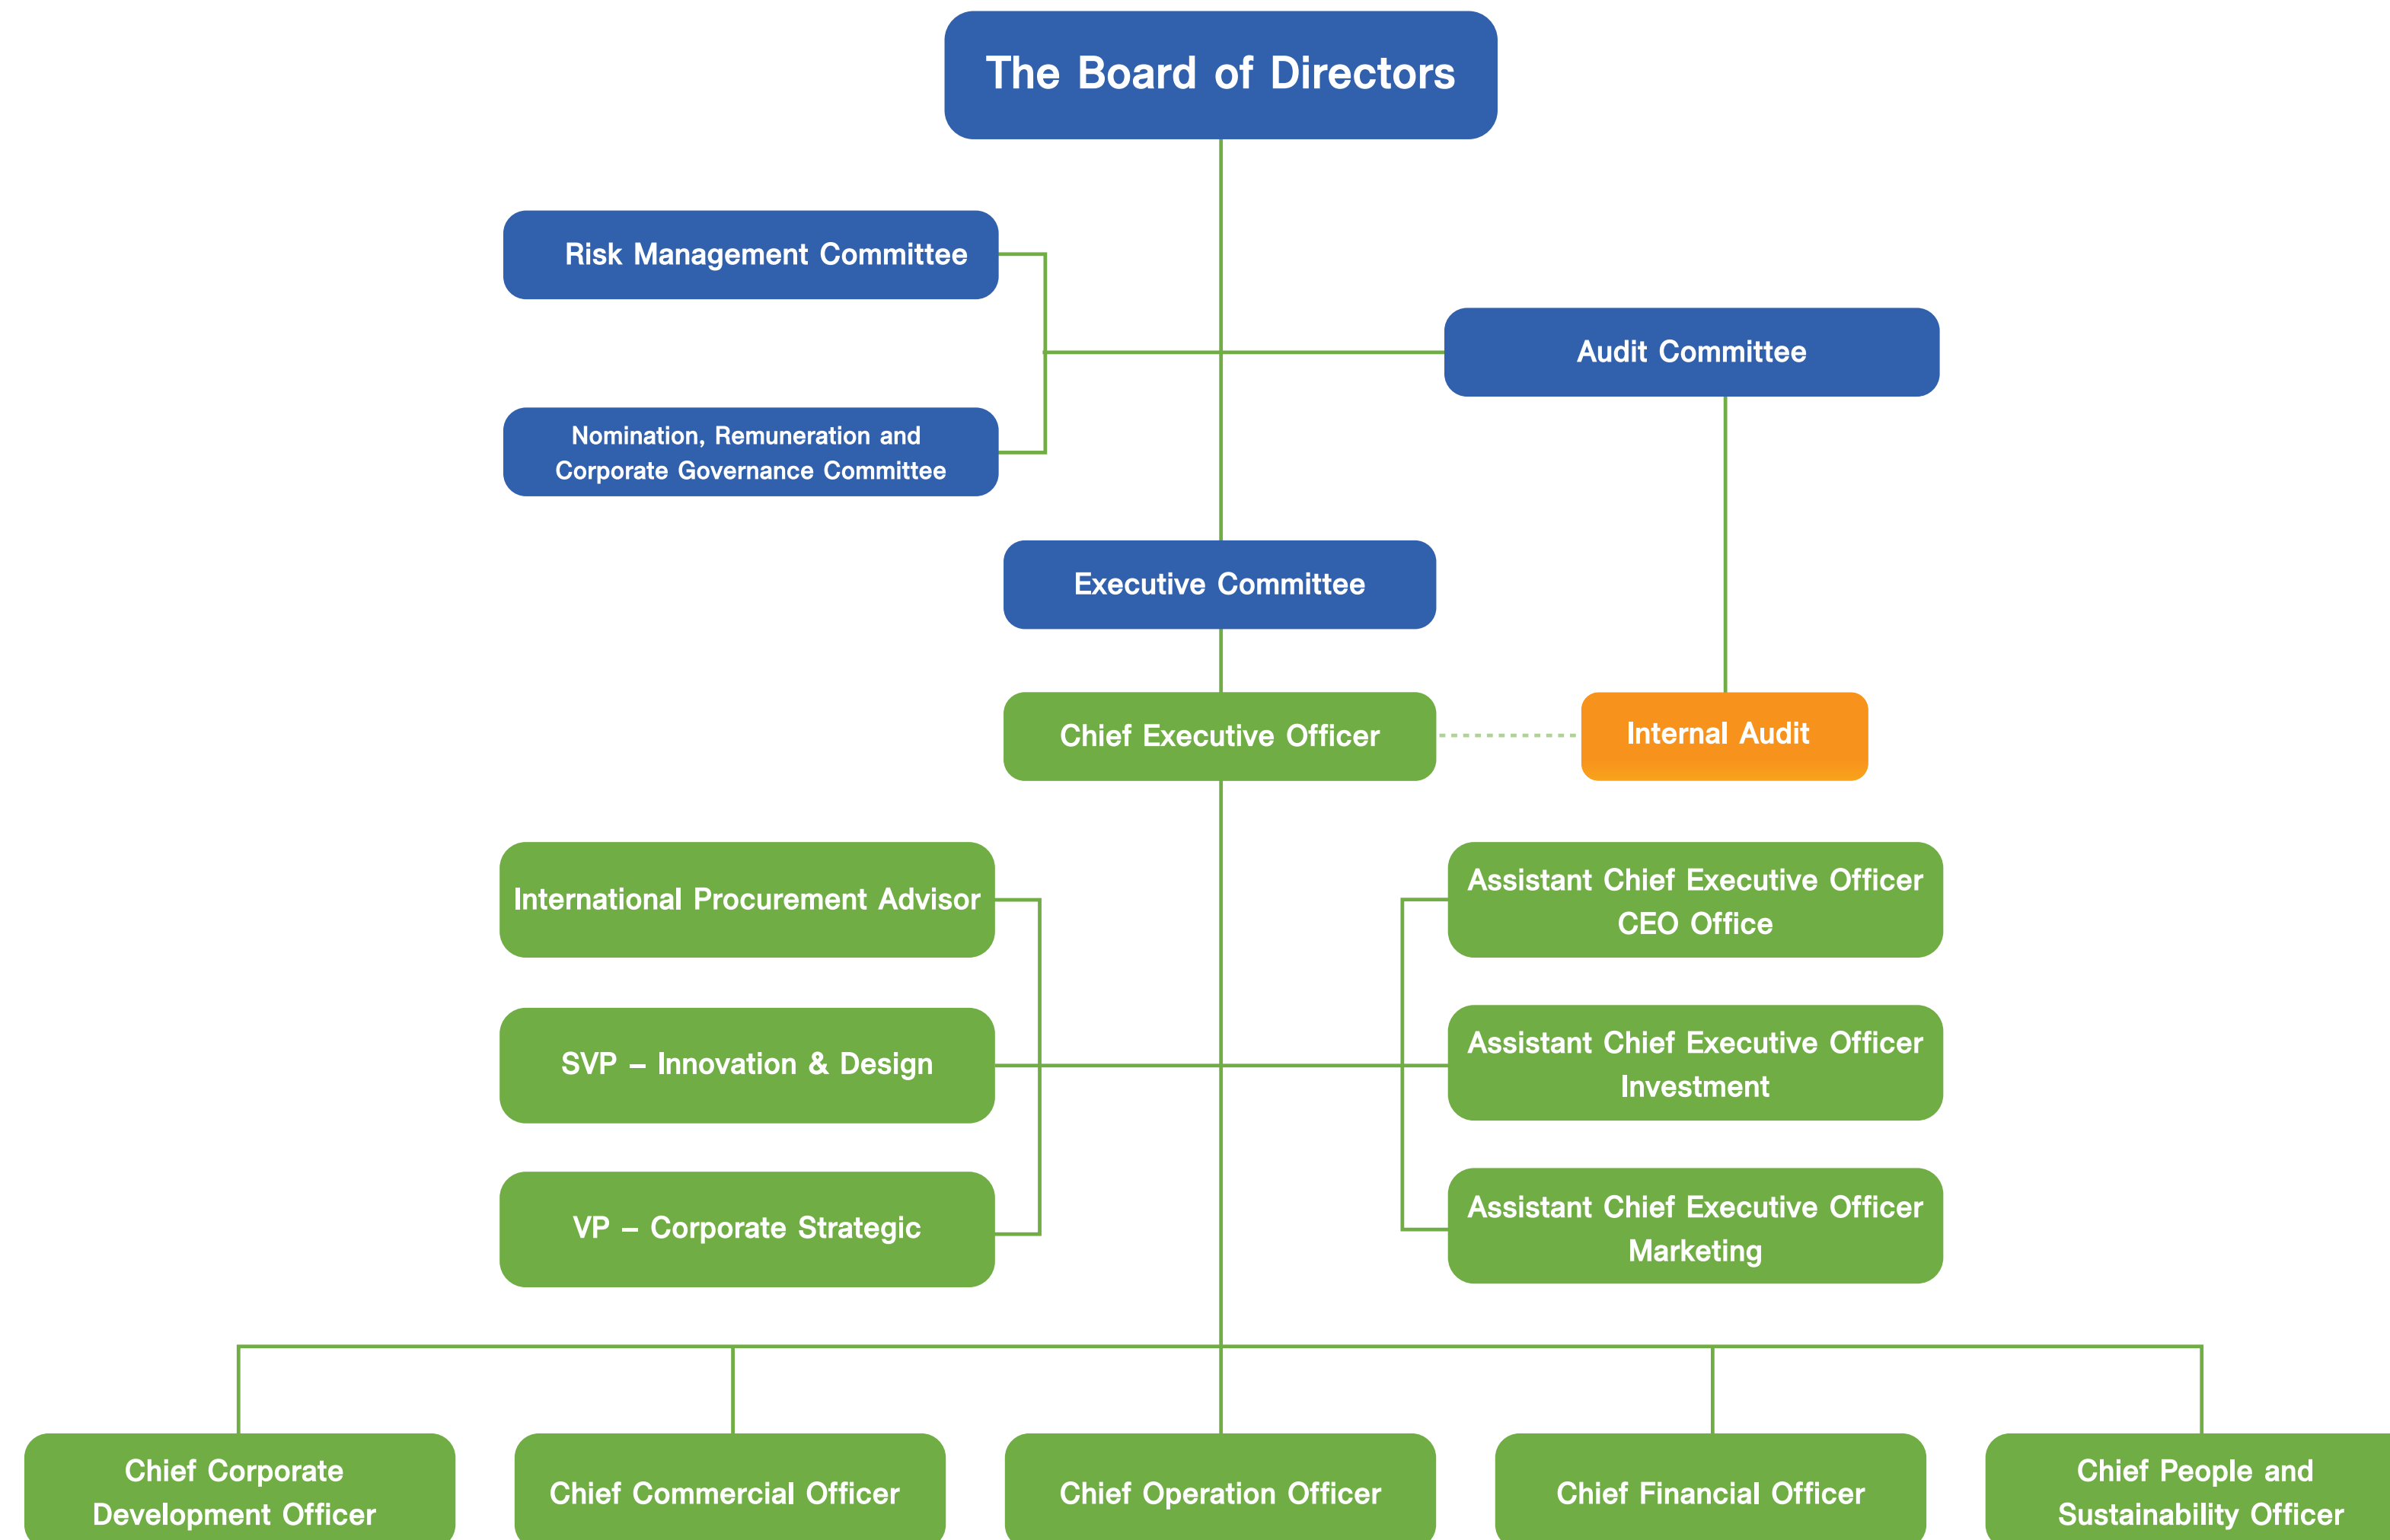 The Board of Directors
Risk Management Committee
Audit Committee
Nomination, Remuneration and
Corporate Governance Committee
Executive Committee
Chief Executive Officer
Internal Audit
International Procurement Advisor
Assistant Chief Executive Officer
CEO Office
SVP – Innovation & Design
Assistant Chief Executive Officer
Investment
VP – Corporate Strategic
Assistant Chief Executive Officer
Marketing
Chief Corporate
Development Officer
Chief Commercial Officer
Chief Operation Officer
Chief Financial Officer
Chief People and
Sustainability Officer